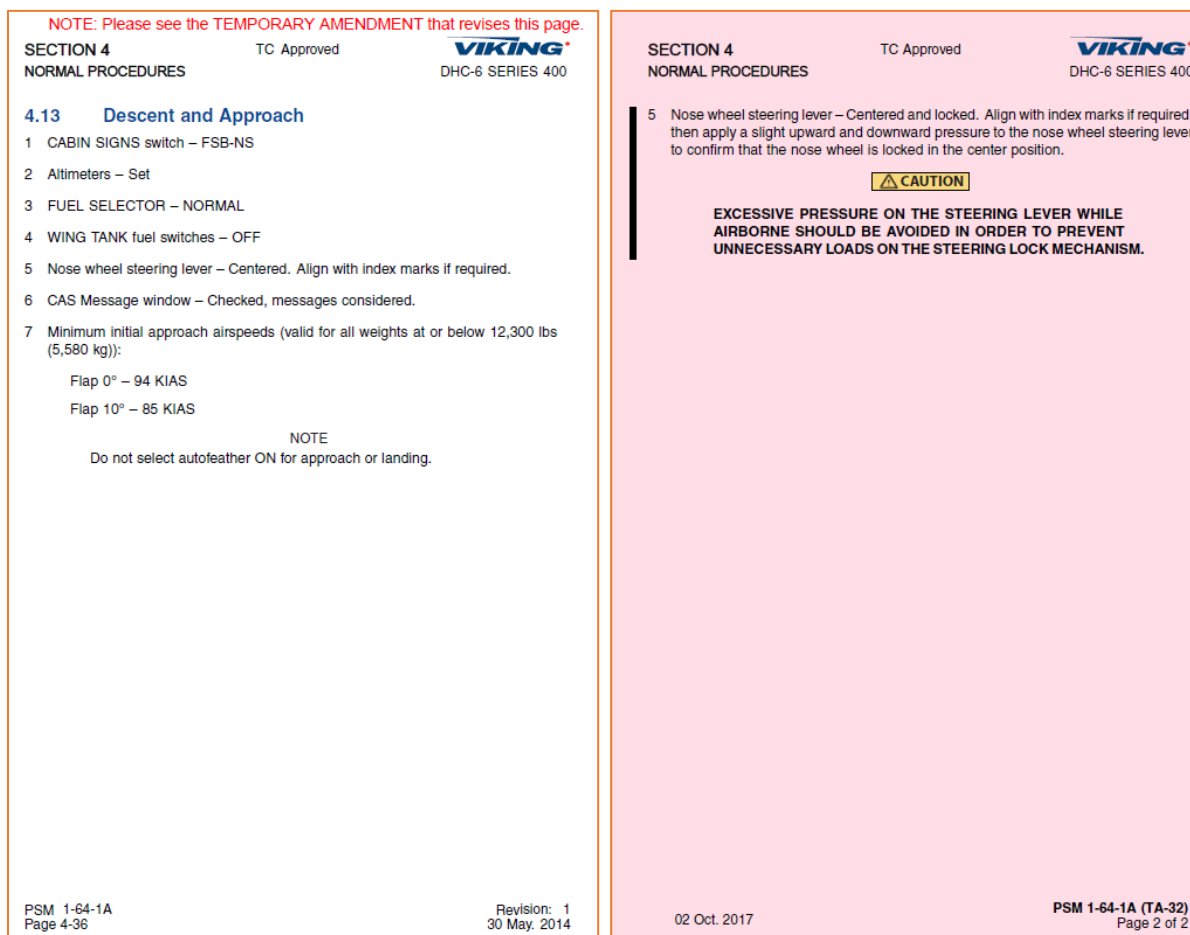 NOTE: Please see the TEMPORARY AMENDMENT that revises this page.
SECTION 4 TC Approved VIKING
NORMAL PROCEDURES DHC-6 SERIES 400
4.13 Descent and Approach
1 CABIN SIGNS switch – FSB-NS
2 Altimeters – Set
3 FUEL SELECTOR – NORMAL
4 WING TANK fuel switches – OFF
5 Nose wheel steering lever – Centered. Align with index marks if required.
6 CAS Message window – Checked, messages considered.
7 Minimum initial approach airspeeds (valid for all weights at or below 12,300 lbs
(5,580 kg)):
Flap 0° – 94 KIAS
Flap 10° – 85 KIAS
NOTE
Do not select autofeather ON for approach or landing.
PSM 1-64-1A Revision: 1
Page 4-36 30 May. 2014
SECTION 4 TC Approved VIKING
NORMAL PROCEDURES DHC-6 SERIES 400
5 Nose wheel steering lever – Centered and locked. Align with index marks if required
then apply a slight upward and downward pressure to the nose wheel steering lever
to confirm that the nose wheel is locked in the center position.
CAUTION
EXCESSIVE PRESSURE ON THE STEERING LEVER WHILE
AIRBORNE SHOULD BE AVOIDED IN ORDER TO PREVENT
UNNECESSARY LOADS ON THE STEERING LOCK MECHANISM.
02 Oct. 2017 PSM 1-64-1A (TA-32)
Page 2 of 2